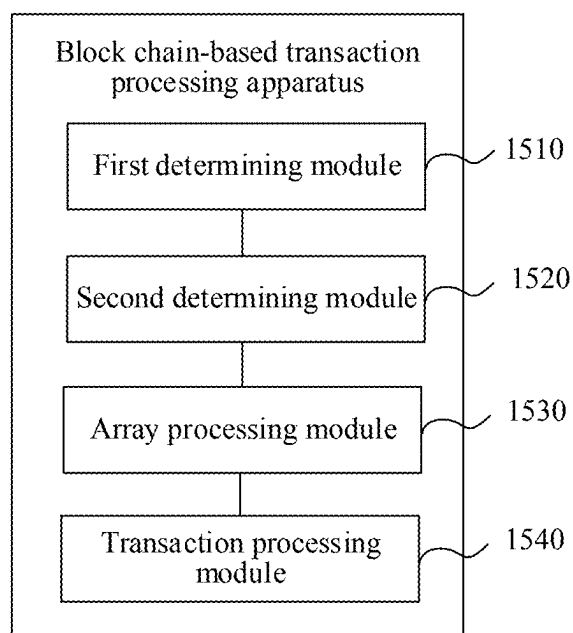 Block chain-based transaction
processing apparatus
First determining module
1510
Second determining module
1520
Array processing module
1530
Transaction processing
module
1540